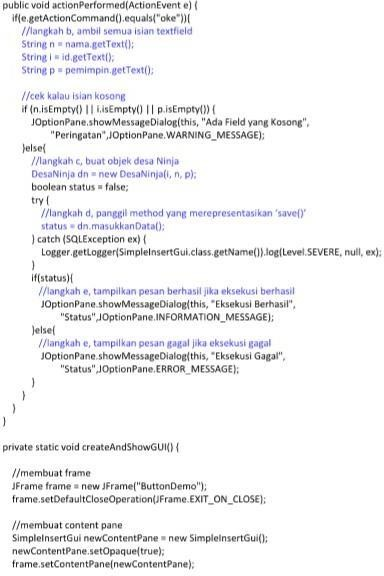 public void actionPerformed(ActionEvent e) {
if(e.getActionCommand().equals("oke")){
//langkah b, ambil semua isian textfield
String n = nama.getText();
String i = id.getText();
String p = pemimpin.getText();
//cek kalau isian kosong
if (n.isEmpty() || i.isEmpty() || p.isEmpty()) {
JOptionPane.showMessageDialog(this, "Ada Field yang Kosong",
"Peringatan",JOptionPane.WARNING_MESSAGE);
}else{
//langkah c, buat objek desa Ninja
DesaNinja dn = new DesaNinja(i, n, p);
boolean status = false;
try {
//langkah d, panggil method yang merepresentasikan 'save()'
status = dn.masukkanData();
} catch (SQLException ex) {
Logger.getLogger(SimpleInsertGui.class.getName()).log(Level.SEVERE, null, ex);
}
if(status){
//langkah e, tampilkan pesan berhasil jika eksekusi berhasil
JOptionPane.showMessageDialog(this, "Eksekusi Berhasil",
"Status",JOptionPane.INFORMATION_MESSAGE);
}else{
//langkah e, tampilkan pesan gagal jika eksekusi gagal
JOptionPane.showMessageDialog(this, "Eksekusi Gagal",
"Status",JOptionPane.ERROR_MESSAGE);
}
}
}
}
private static void createAndShowGUI() {
//membuat frame
JFrame frame = new JFrame("ButtonDemo");
frame.setDefaultCloseOperation(JFrame.EXIT_ON_CLOSE);
//membuat content pane
SimpleInsertGui newContentPane = new SimpleInsertGui();
newContentPane.setOpaque(true);
frame.setContentPane(newContentPane);